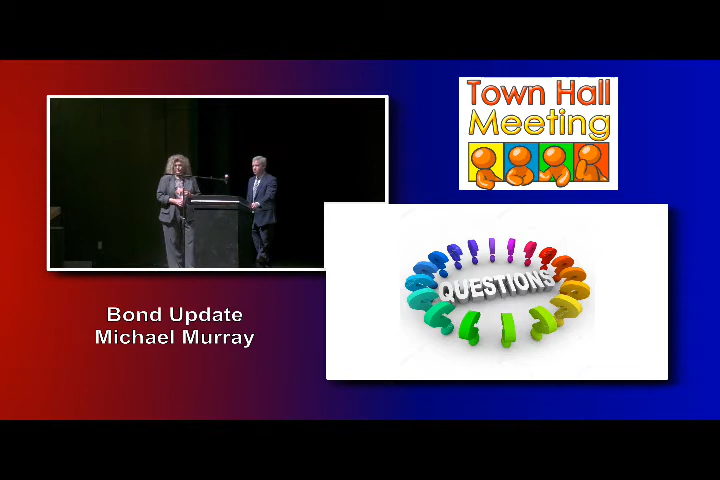 Town Hall
Meeting
QUESTIONS
Bond Update
Michael Murray